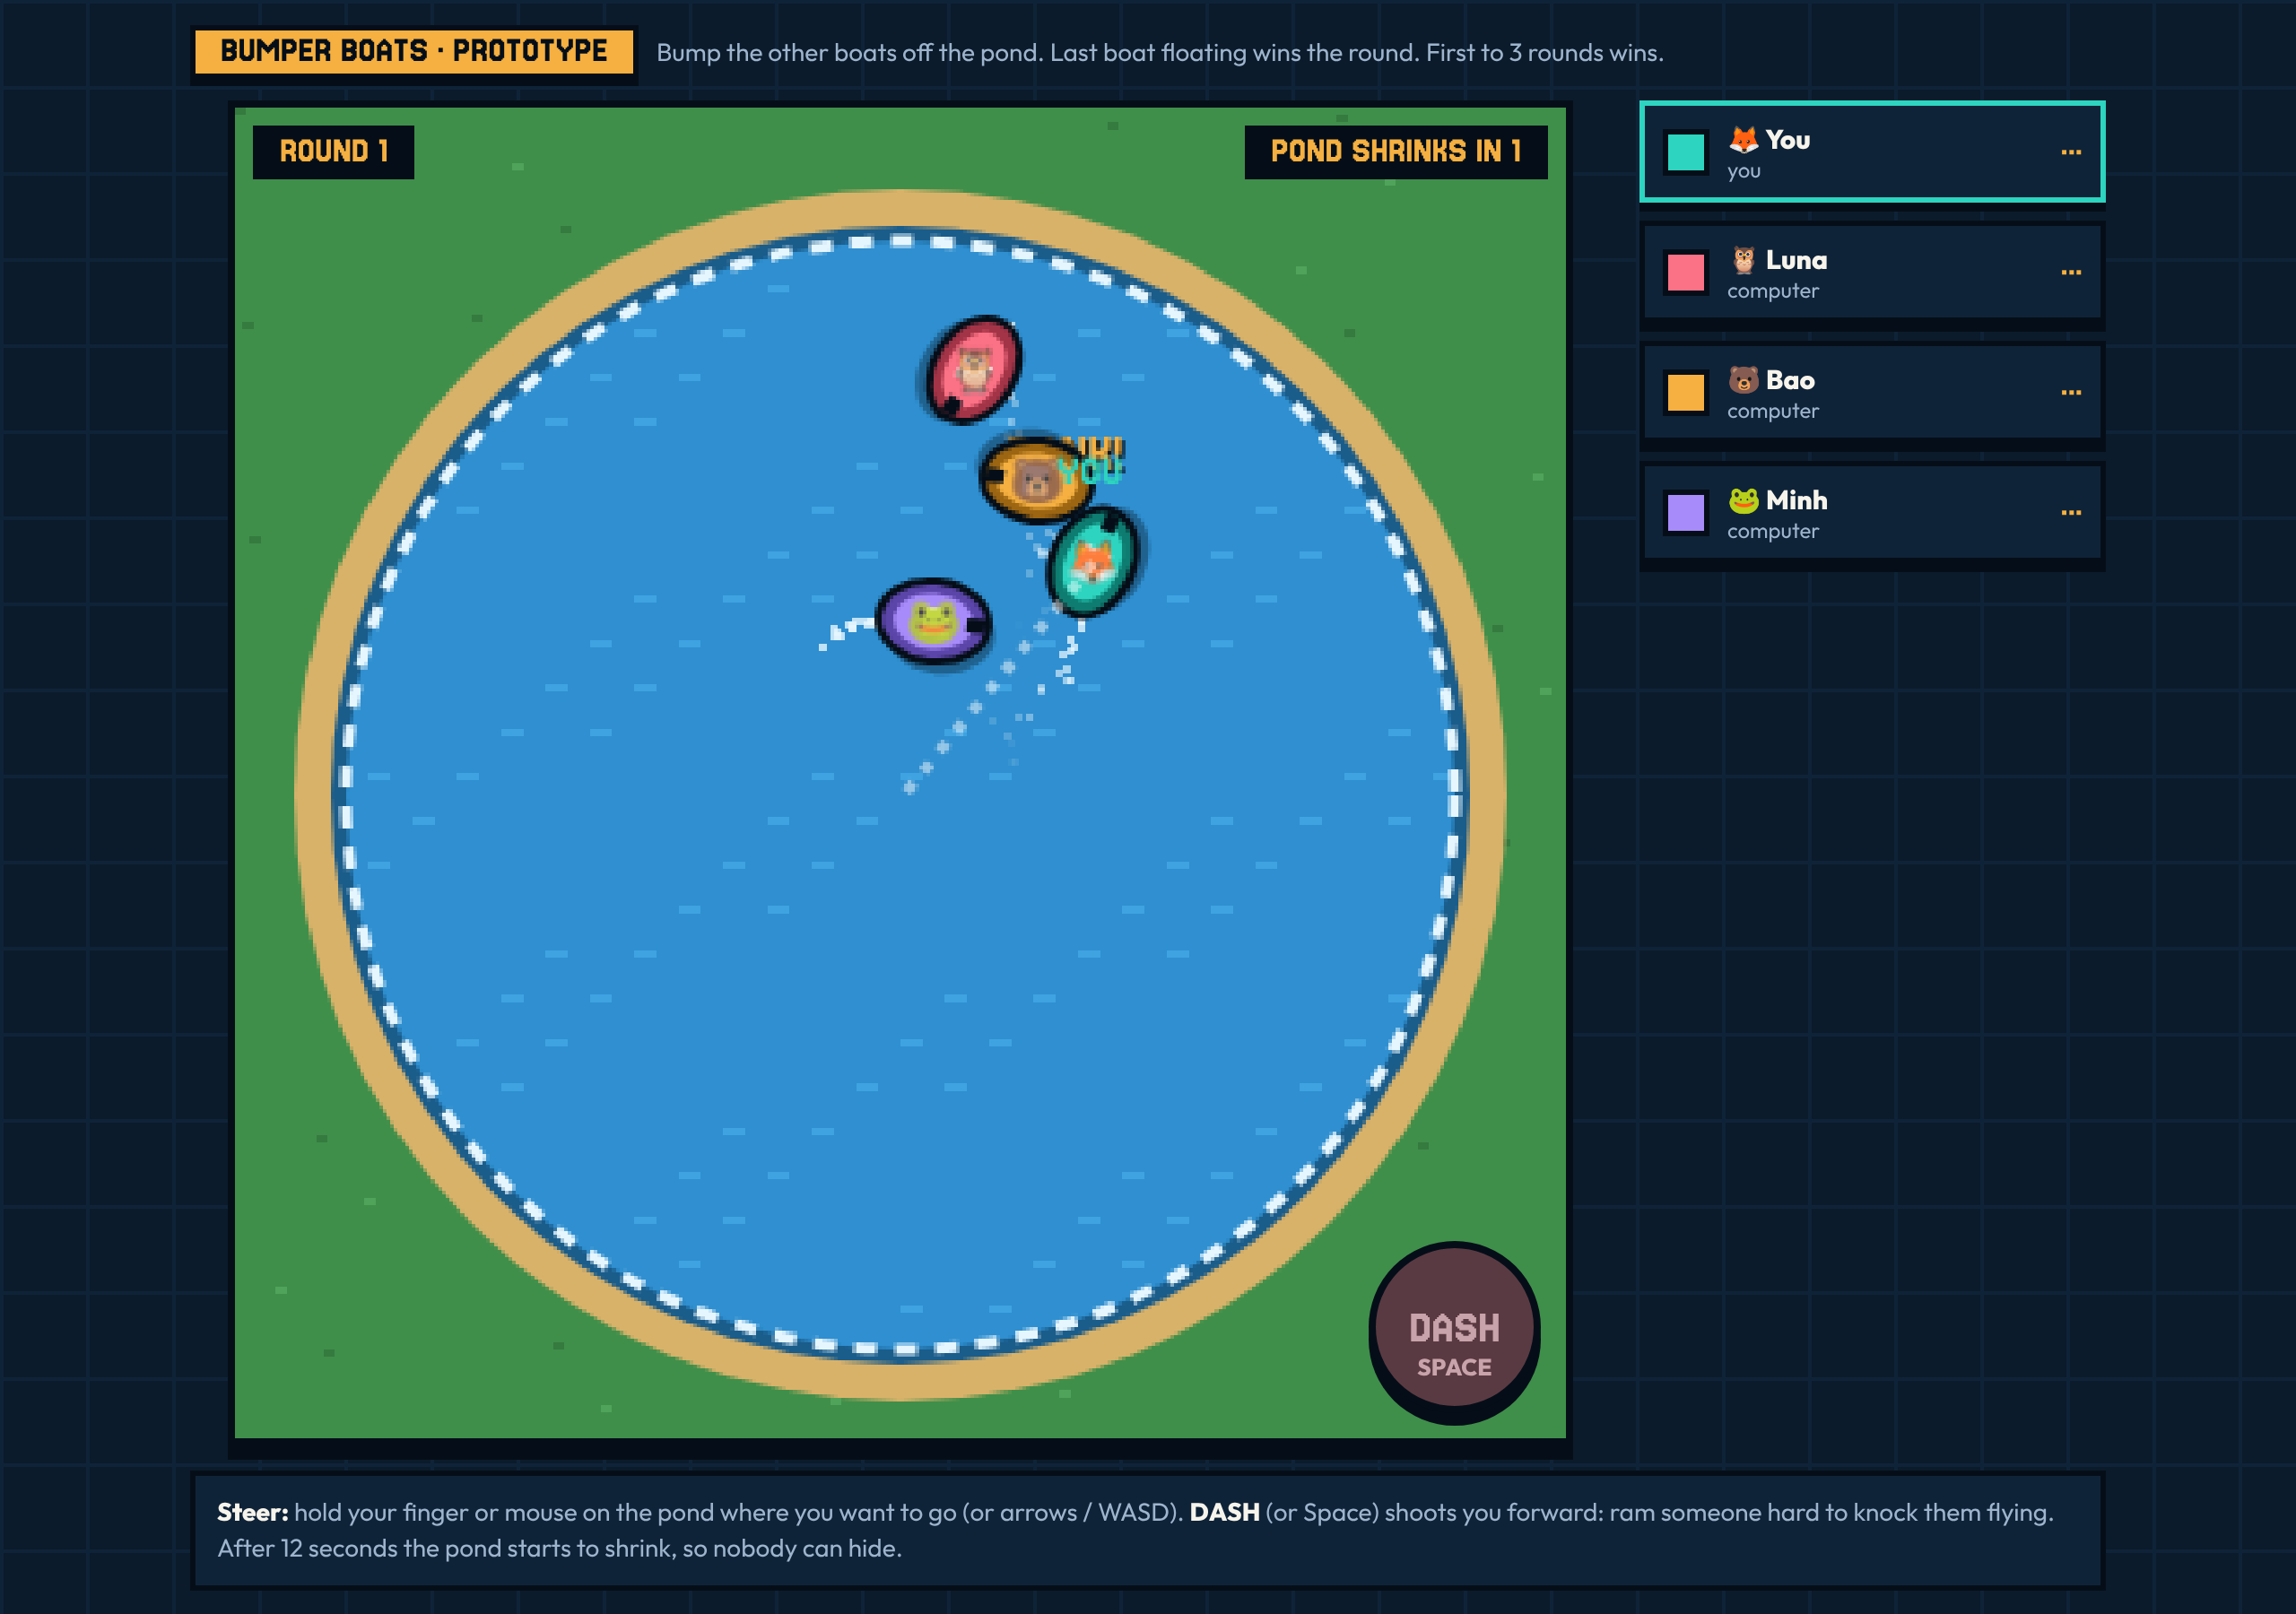 BUMPER BOATS · PROTOTYPE
Bump the other boats off the pond. Last boat floating wins the round. First to 3 rounds wins.
ROUND 1
POND SHRINKS IN 1
You
you
...
Luna
computer
...
Bao
computer
...
Minh
computer
...
YOU
DASH
SPACE
Steer: hold your finger or mouse on the pond where you want to go (or arrows / WASD). DASH (or Space) shoots you forward: ram someone hard to knock them flying.
After 12 seconds the pond starts to shrink, so nobody can hide.